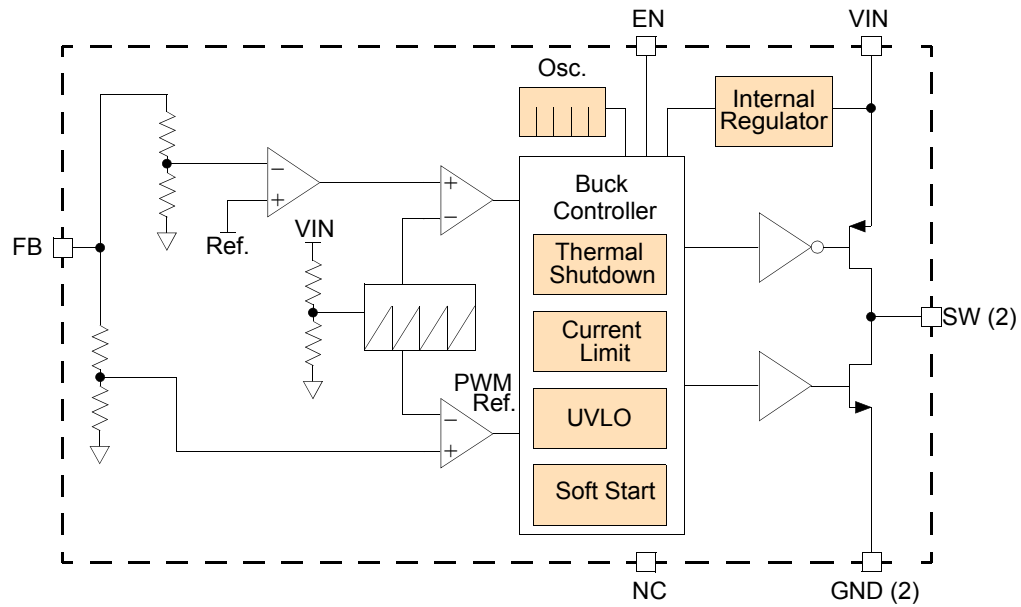 EN
VIN
Osc.
Internal
Regulator
Buck
Controller
−
+
+
−
Ref.
VIN
FB
Thermal
Shutdown
SW (2)
Current
Limit
PWM
Ref.
−
+
UVLO
Soft Start
NC
GND (2)